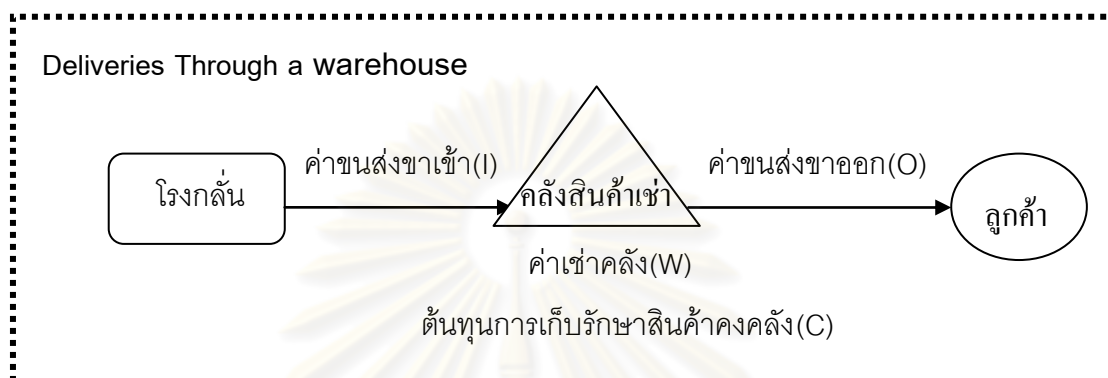 Deliveries Through a warehouse
โรงกลั่น
ค่าขนส่งขาเข้า(I)
คลังสินค้าเช่า
ค่าขนส่งขาออก(O)
ลูกค้า
ค่าเช่าคลัง(W)
ต้นทุนการเก็บรักษาสินค้าคงคลัง(C)